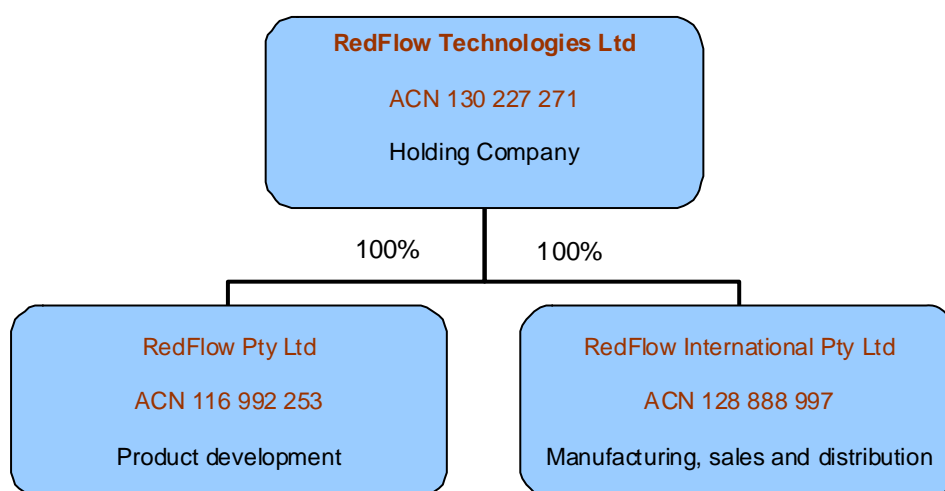 RedFlow Technologies Ltd
ACN 130 227 271
Holding Company
100%
100%
RedFlow Pty Ltd
ACN 116 992 253
Product development
RedFlow International Pty Ltd
ACN 128 888 997
Manufacturing, sales and distribution